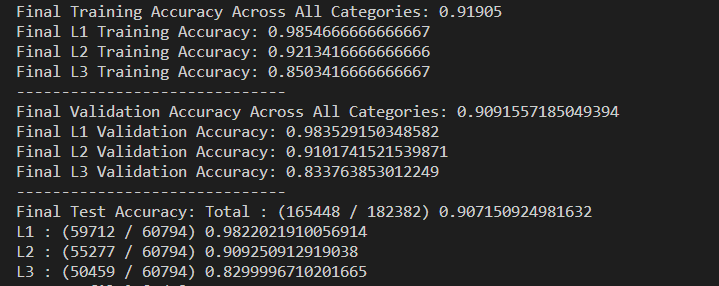 Final Training Accuracy Across All Categories: 0.91905
Final L1 Training Accuracy: 0.9854666666666667
Final L2 Training Accuracy: 0.9213416666666666
Final L3 Training Accuracy: 0.8503416666666667
------------------------------
Final Validation Accuracy Across All Categories: 0.9091557185049394
Final L1 Validation Accuracy: 0.983529150348582
Final L2 Validation Accuracy: 0.9101741521539871
Final L3 Validation Accuracy: 0.833763853012249
------------------------------
Final Test Accuracy: Total : (165448 / 182382) 0.907150924981632
L1 : (59712 / 60794) 0.9822021910056914
L2 : (55277 / 60794) 0.909250912919038
L3 : (50459 / 60794) 0.8299996710201665